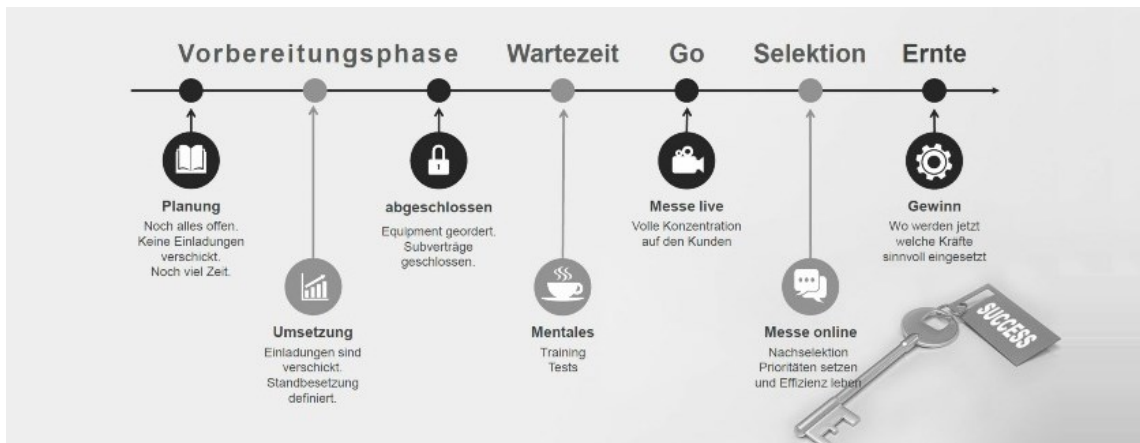 Vorbereitungsphase
Wartezeit
Go
Selektion
Ernte
Planung
Noch alles offen.
Keine Einladungen
verschickt.
Noch viel Zeit.
Umsetzung
Einladungen sind
verschickt.
Standbesetzung
definiert.
abgeschlossen
Equipment geordert.
Subverträge
geschlossen.
Mentales
Training
Tests
Messe live
Volle Konzentration
auf den Kunden
Messe online
Nachselektion
Prioritäten setzen
und Effizienz leben
Gewinn
Wo werden jetzt
welche Kräfte
sinnvoll eingesetzt
SUCCESS